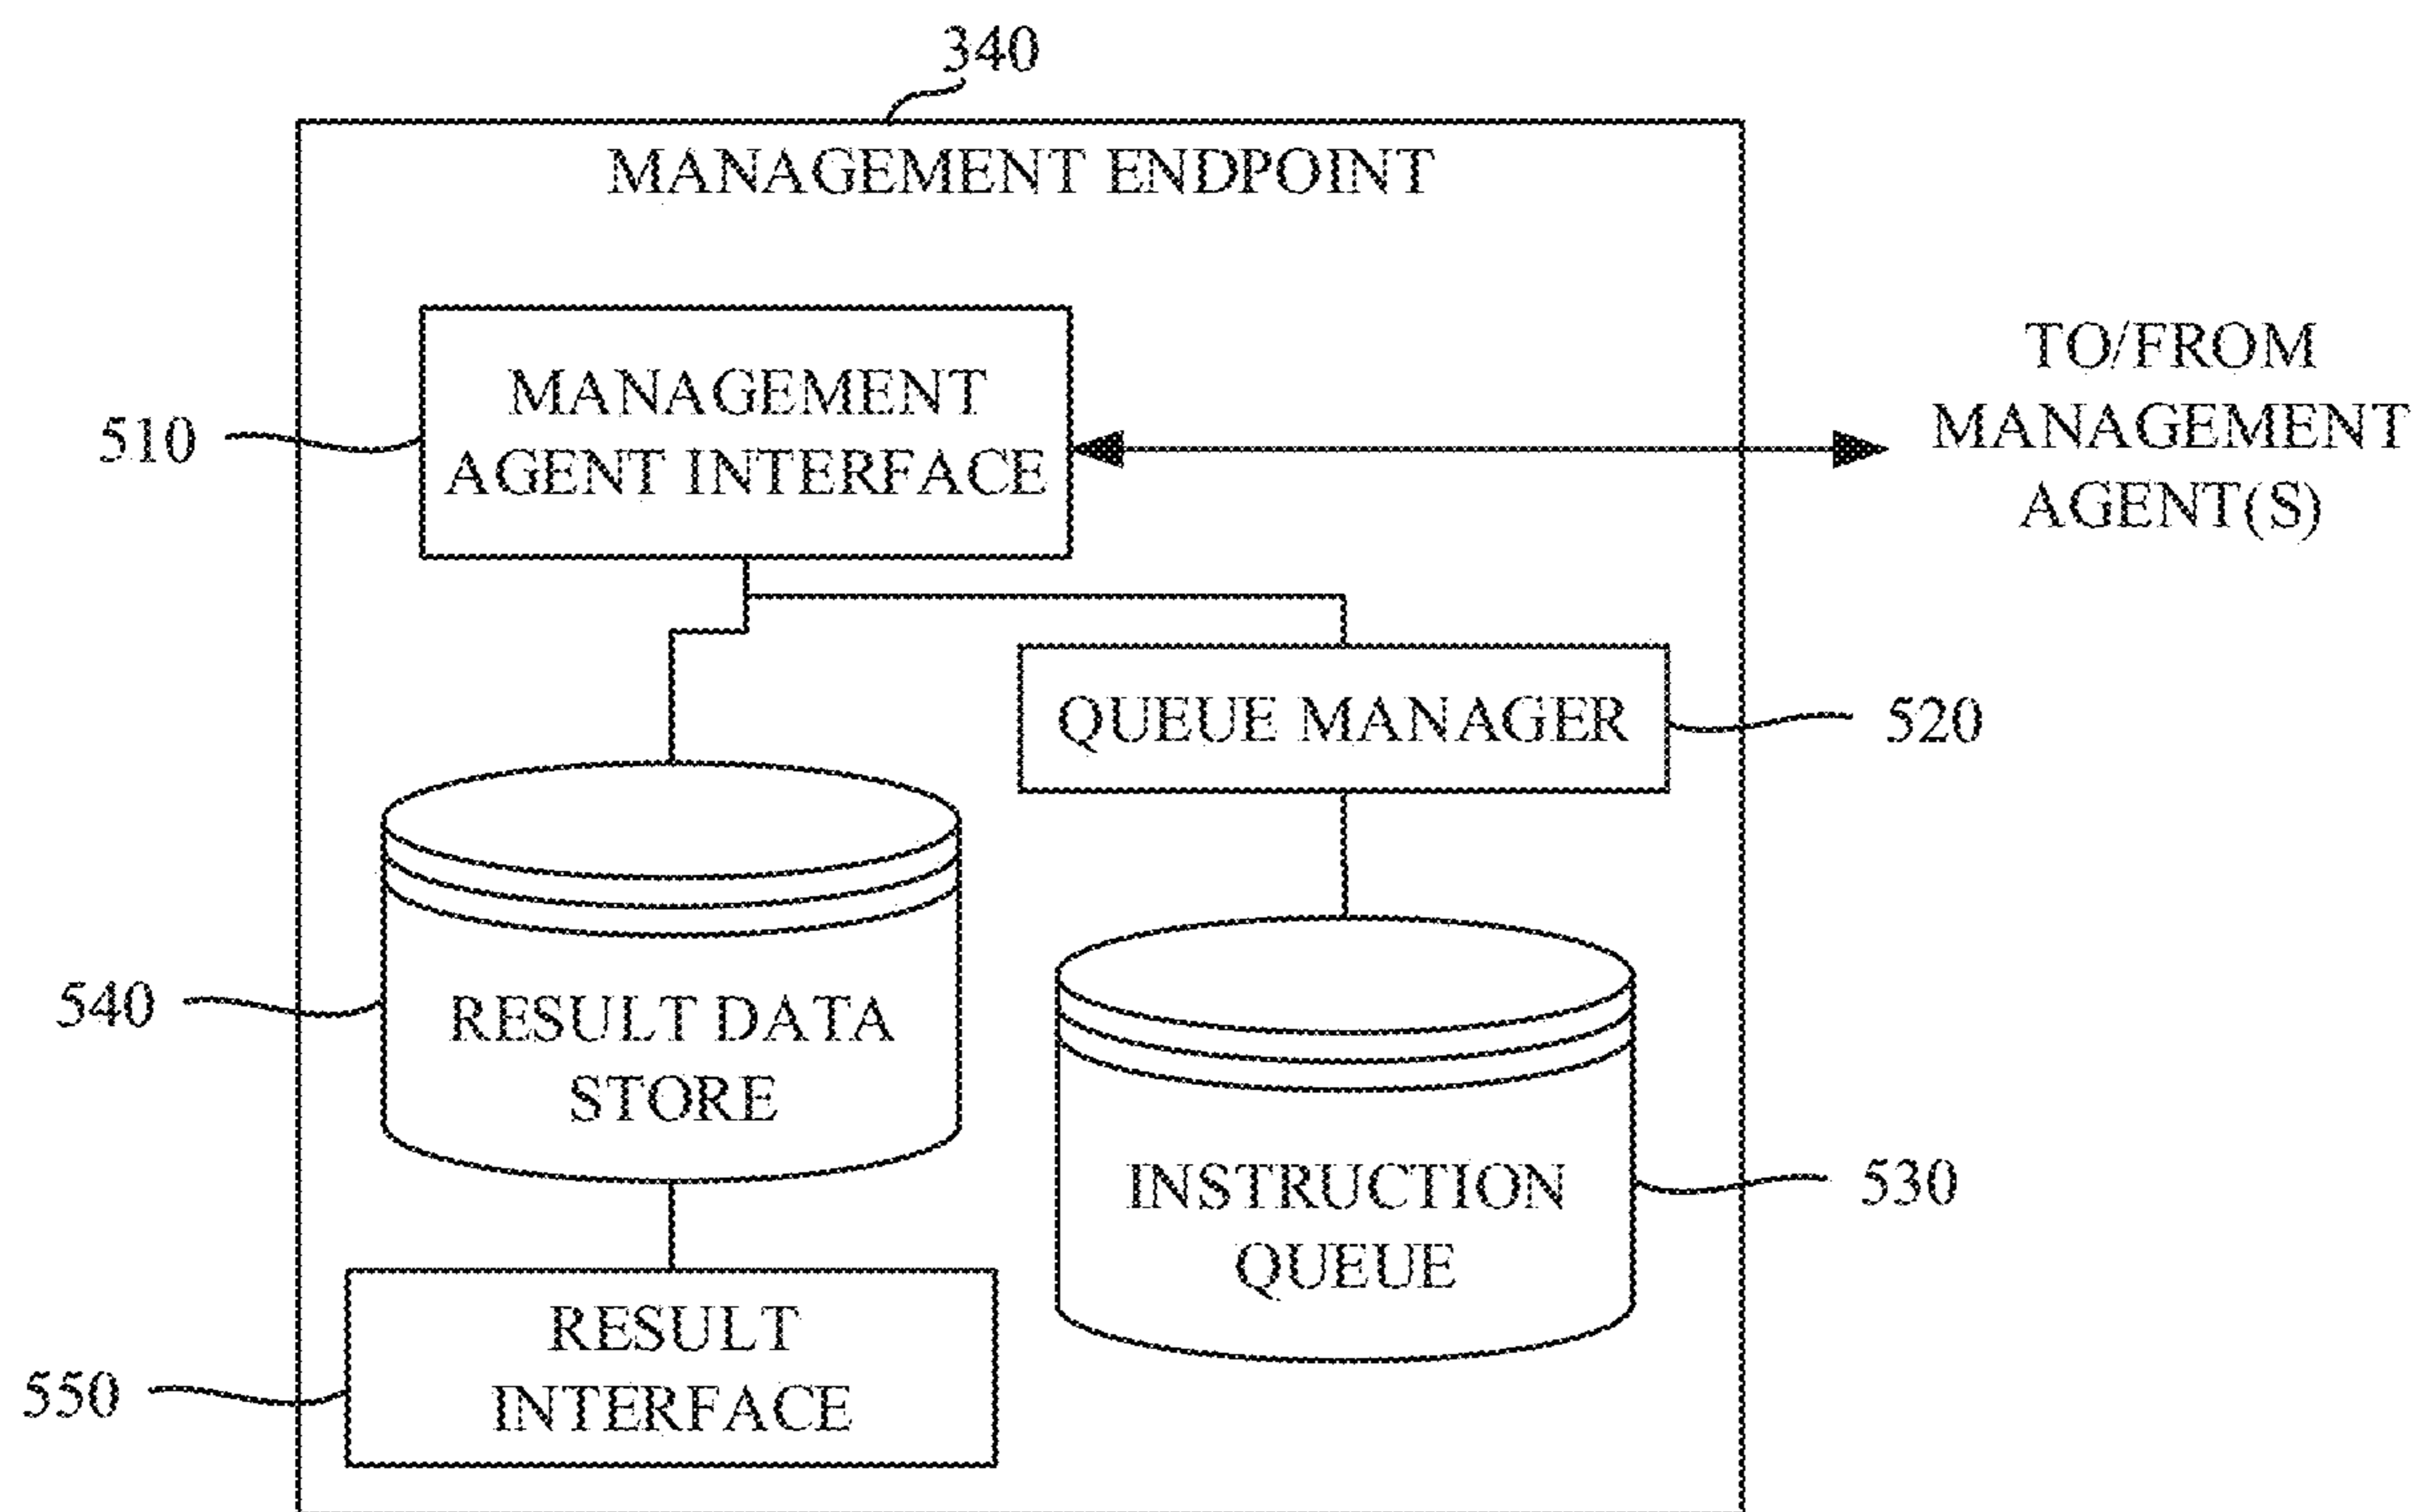 340
MANAGEMENT ENDPOINT
MANAGEMENT
AGENT INTERFACE
510
TO/FROM
MANAGEMENT
AGENT(S)
QUEUE MANAGER
520
540
RESULT DATA
STORE
INSTRUCTION
QUEUE
530
RESULT
INTERFACE
550